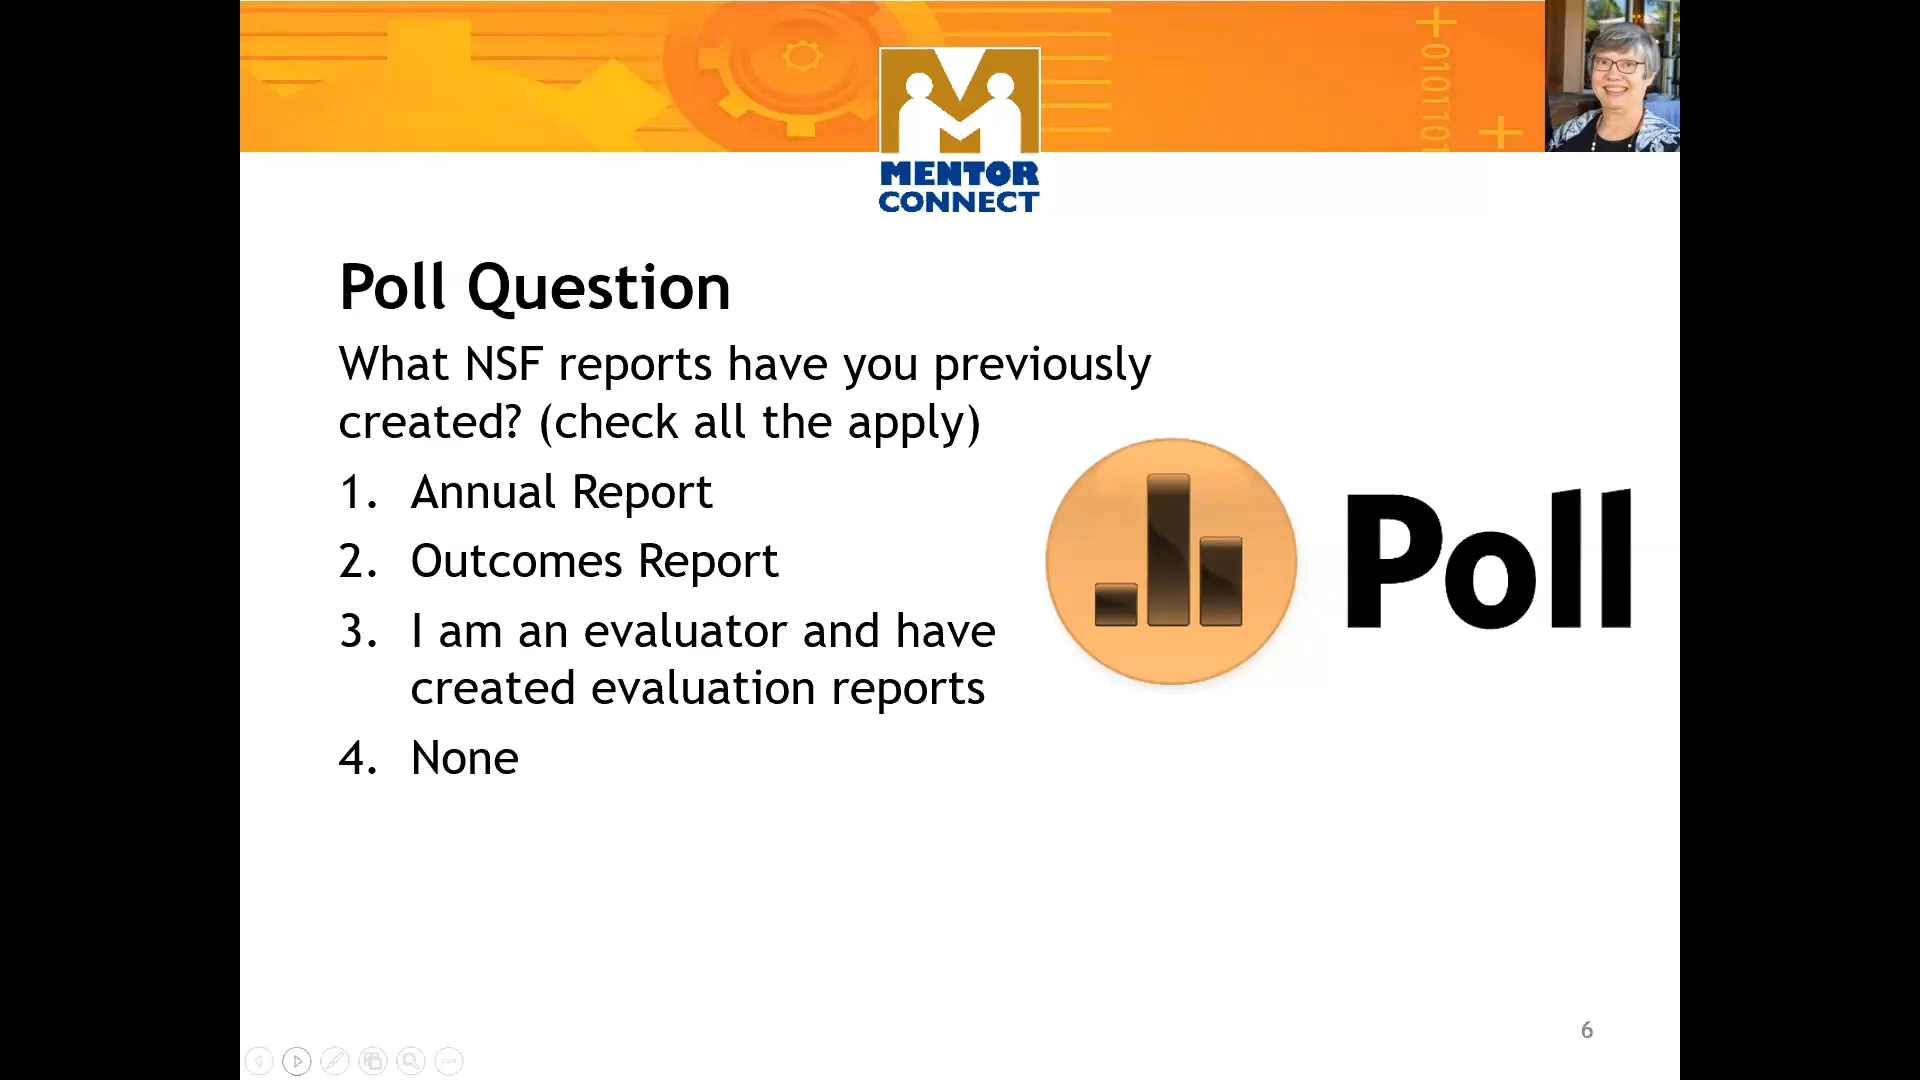 0101101
MENTOR
CONNECT
Poll Question
What NSF reports have you previously
created? (check all the apply)
1. Annual Report
2. Outcomes Report
3. I am an evaluator and have
created evaluation reports
4. None
Poll
6